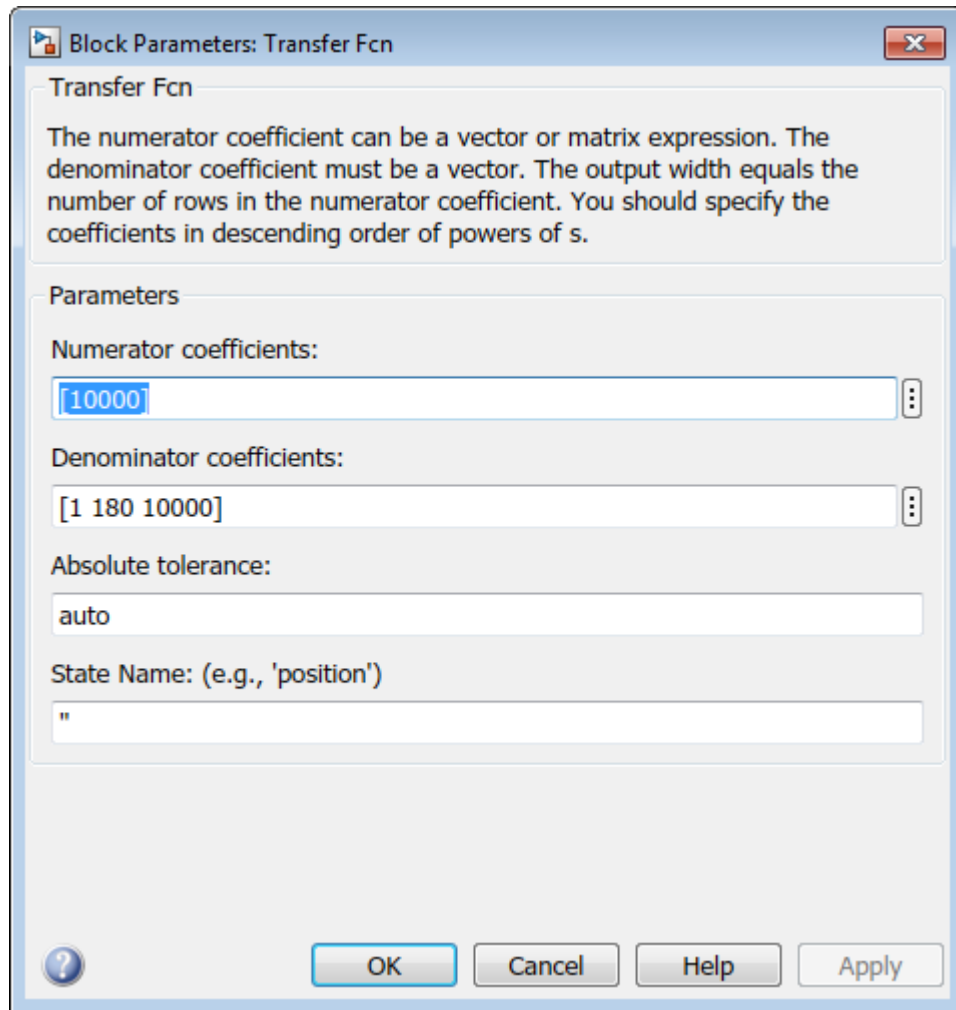 Block Parameters: Transfer Fcn
Transfer Fcn
The numerator coefficient can be a vector or matrix expression. The
denominator coefficient must be a vector. The output width equals the
number of rows in the numerator coefficient. You should specify the
coefficients in descending order of powers of s.
Parameters
Numerator coefficients:
[10000]
Denominator coefficients:
[1 180 10000]
Absolute tolerance:
auto
State Name: (e.g., 'position')
''
OK Cancel Help Apply